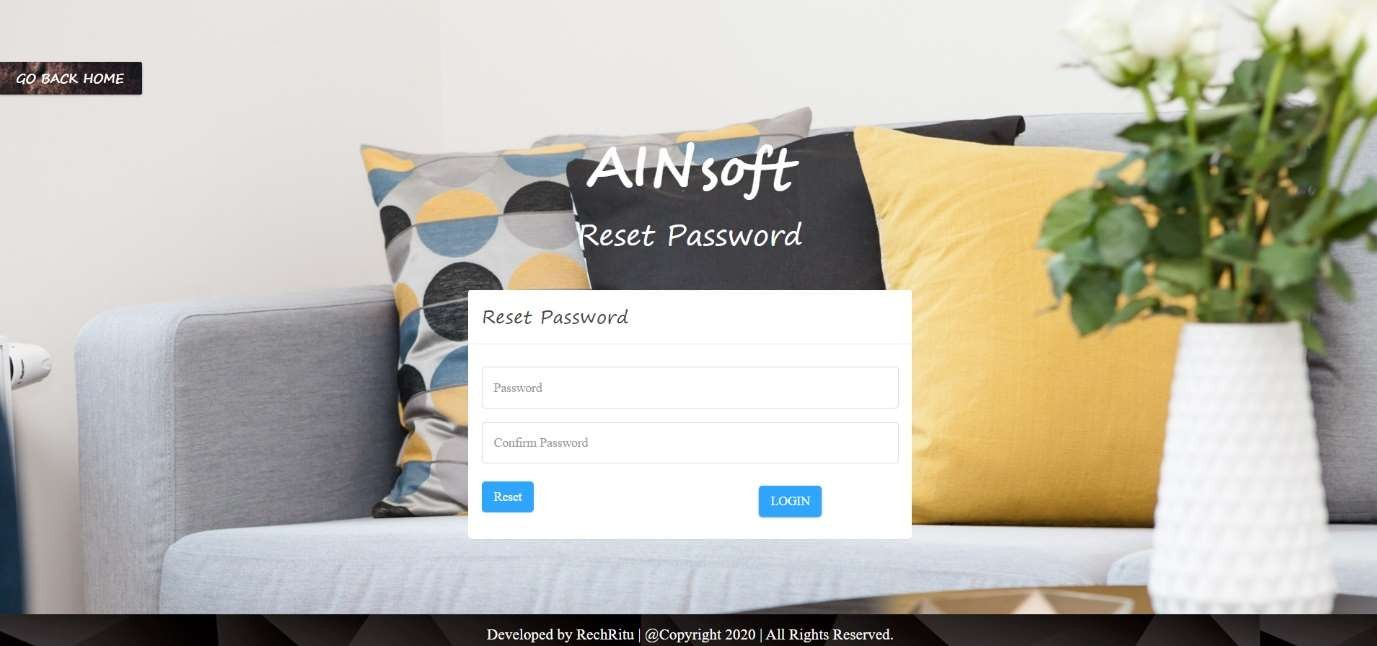 GO BACK HOME
AINsoft
Reset Password
Reset Password
Password
Confirm Password
Reset
LOGIN
Developed by RechRitu | @Copyright 2020 | All Rights Reserved.